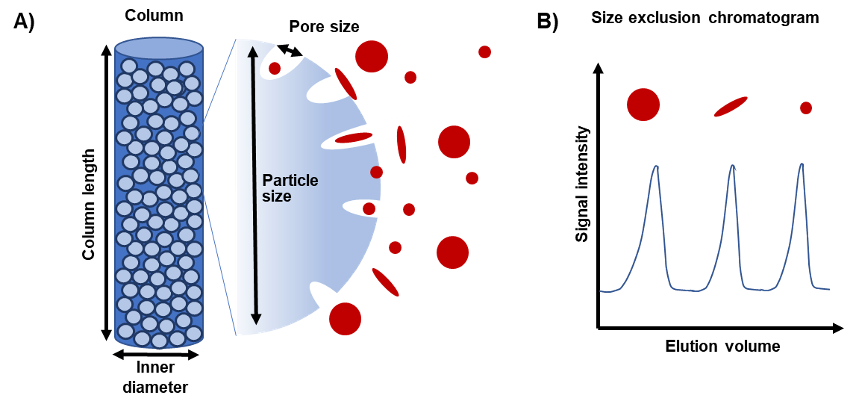 A)
Column
Pore size
Column length
Particle
size
Inner
diameter
B)
Size exclusion chromatogram
Signal intensity
Elution volume